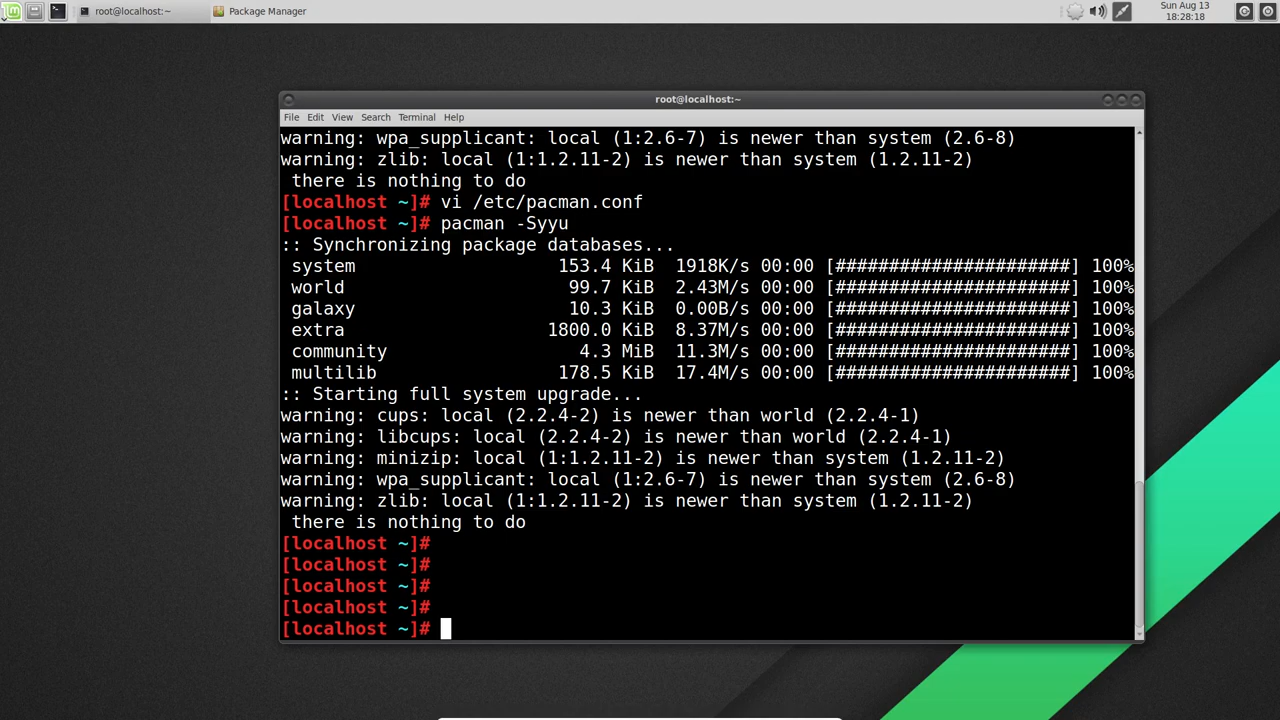 root@localhost:~
Package Manager
Sun Aug 13
18:28:18
root@localhost:~
File Edit View Search Terminal Help
warning: wpa_supplicant: local (1:2.6-7) is newer than system (2.6-8)
warning: zlib: local (1:1.2.11-2) is newer than system (1.2.11-2)
there is nothing to do
[localhost ~]# vi /etc/pacman.conf
[localhost ~]# pacman -Syyu
:: Synchronizing package databases...
system 153.4 KiB 1918K/s 00:00 [######################] 100%
world 99.7 KiB 2.43M/s 00:00 [######################] 100%
galaxy 10.3 KiB 0.00B/s 00:00 [######################] 100%
extra 1800.0 KiB 8.37M/s 00:00 [######################] 100%
community 4.3 MiB 11.3M/s 00:00 [######################] 100%
multilib 178.5 KiB 17.4M/s 00:00 [######################] 100%
:: Starting full system upgrade...
warning: cups: local (2.2.4-2) is newer than world (2.2.4-1)
warning: libcups: local (2.2.4-2) is newer than world (2.2.4-1)
warning: minizip: local (1:1.2.11-2) is newer than system (1.2.11-2)
warning: wpa_supplicant: local (1:2.6-7) is newer than system (2.6-8)
warning: zlib: local (1:1.2.11-2) is newer than system (1.2.11-2)
there is nothing to do
[localhost ~]#
[localhost ~]#
[localhost ~]#
[localhost ~]#
[localhost ~]#